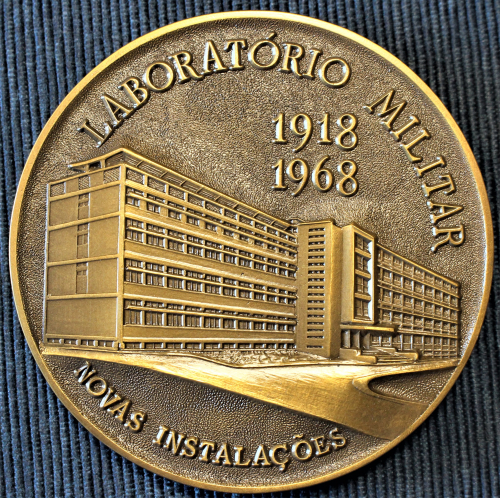 LABORATÓRIO MILITAR
1918
1968
NOVAS INSTALAÇÕES